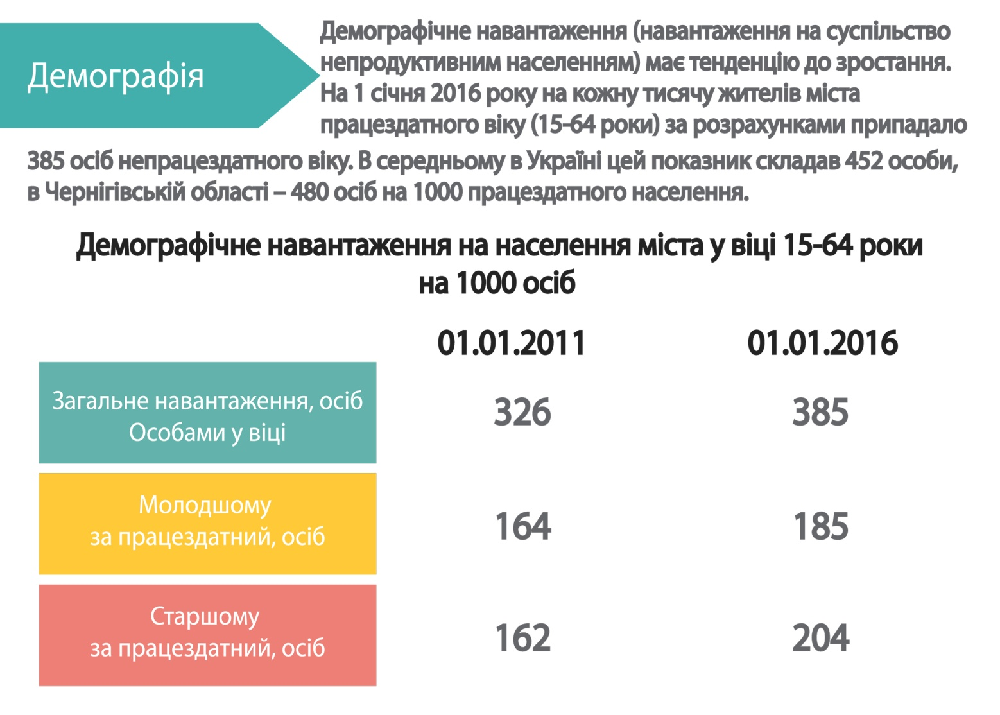 Демографія
Демографічне навантаження (навантаження на суспільство
непродуктивним населенням) має тенденцію до зростання.
На 1 січня 2016 року на кожну тисячу жителів міста
працездатного віку (15-64 роки) за розрахунками припадало
385 осіб непрацездатного віку. В середньому в Україні цей показник складав 452 особи,
в Чернігівській області – 480 осіб на 1000 працездатного населення.
Демографічне навантаження на населення міста у віці 15-64 роки
на 1000 осіб
01.01.2011 01.01.2016
Загальне навантаження, осіб
Особами у віці
326 385
Молодшому
за працездатний, осіб
164 185
Старшому
за працездатний, осіб
162 204